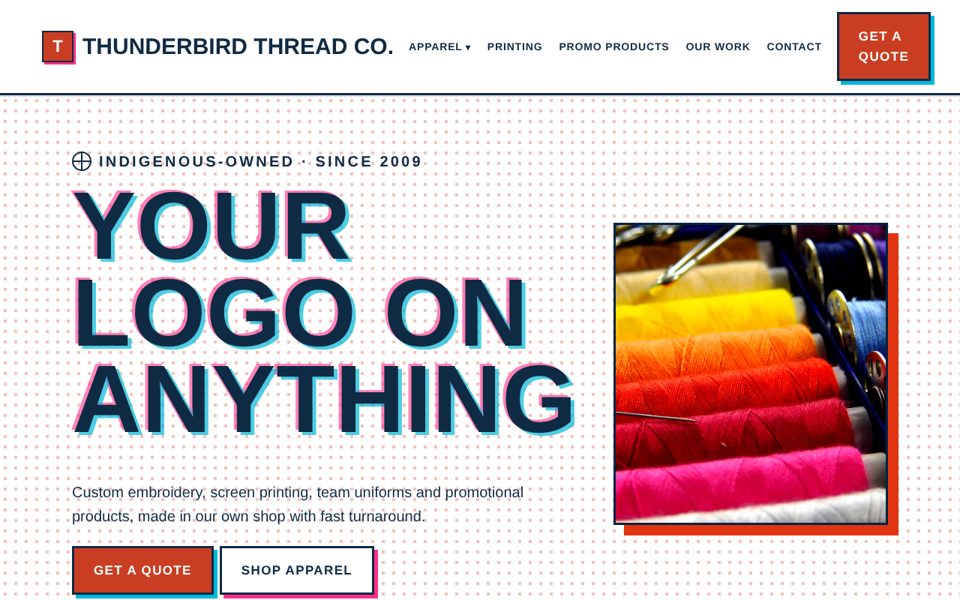 T THUNDERBIRD THREAD CO. APPAREL ▾ PRINTING PROMO PRODUCTS OUR WORK CONTACT
GET A
QUOTE
INDIGENOUS-OWNED · SINCE 2009
YOUR
LOGO ON
ANYTHING
Custom embroidery, screen printing, team uniforms and promotional
products, made in our own shop with fast turnaround.
GET A QUOTE SHOP APPAREL